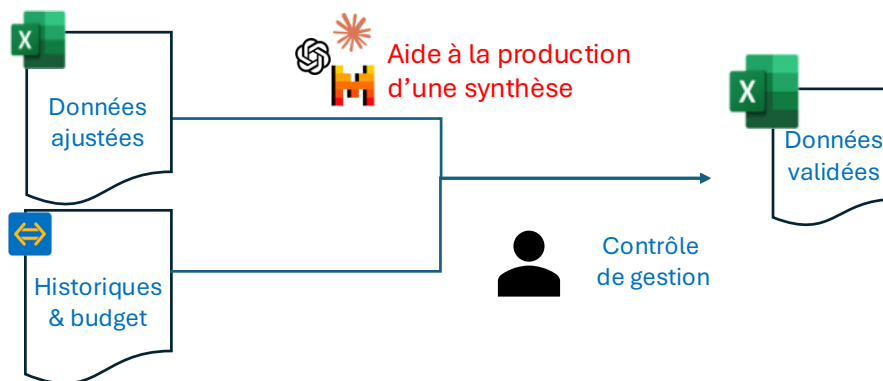 X
Données
ajustées
Aide à la production
d’une synthèse
X
Données
validées
Historiques
& budget
Contrôle
de gestion